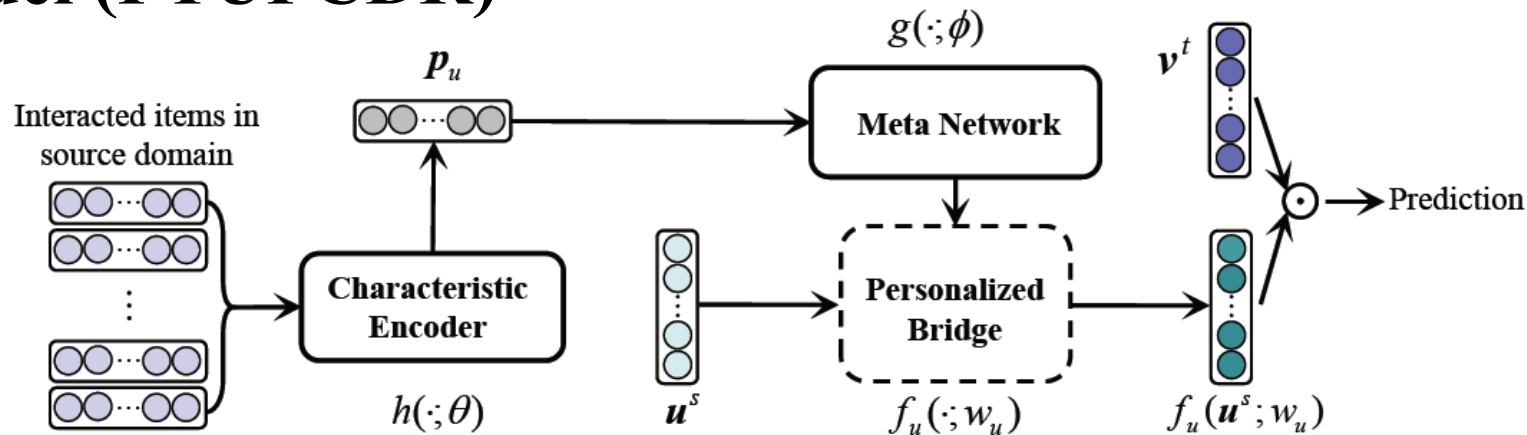 g(·;ϕ)
p_u
v^t
Interacted items in
source domain
Meta Network
Prediction
Characteristic
Encoder
Personalized
Bridge
h(·;θ)
u^s
f_u(·;w_u)
f_u(u^s;w_u)